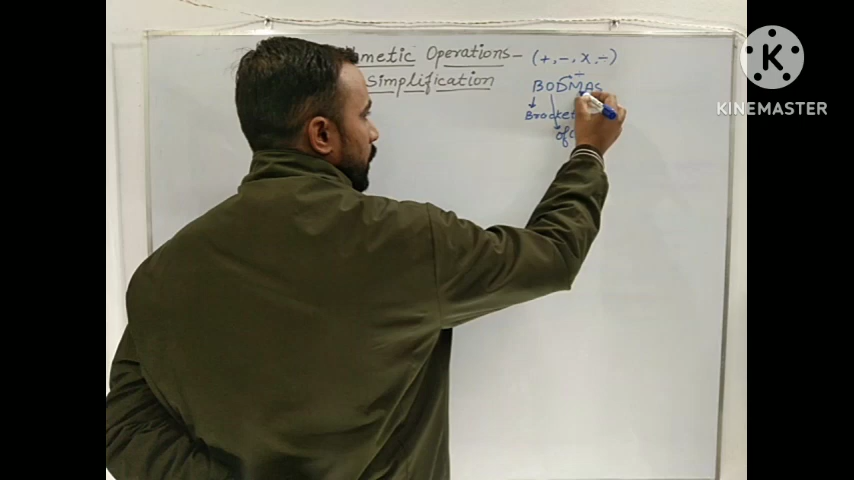 metic Operations - (+, -, x, ÷)
Simplification
÷
BODMAS
Bracket
of
K
KINEMASTER